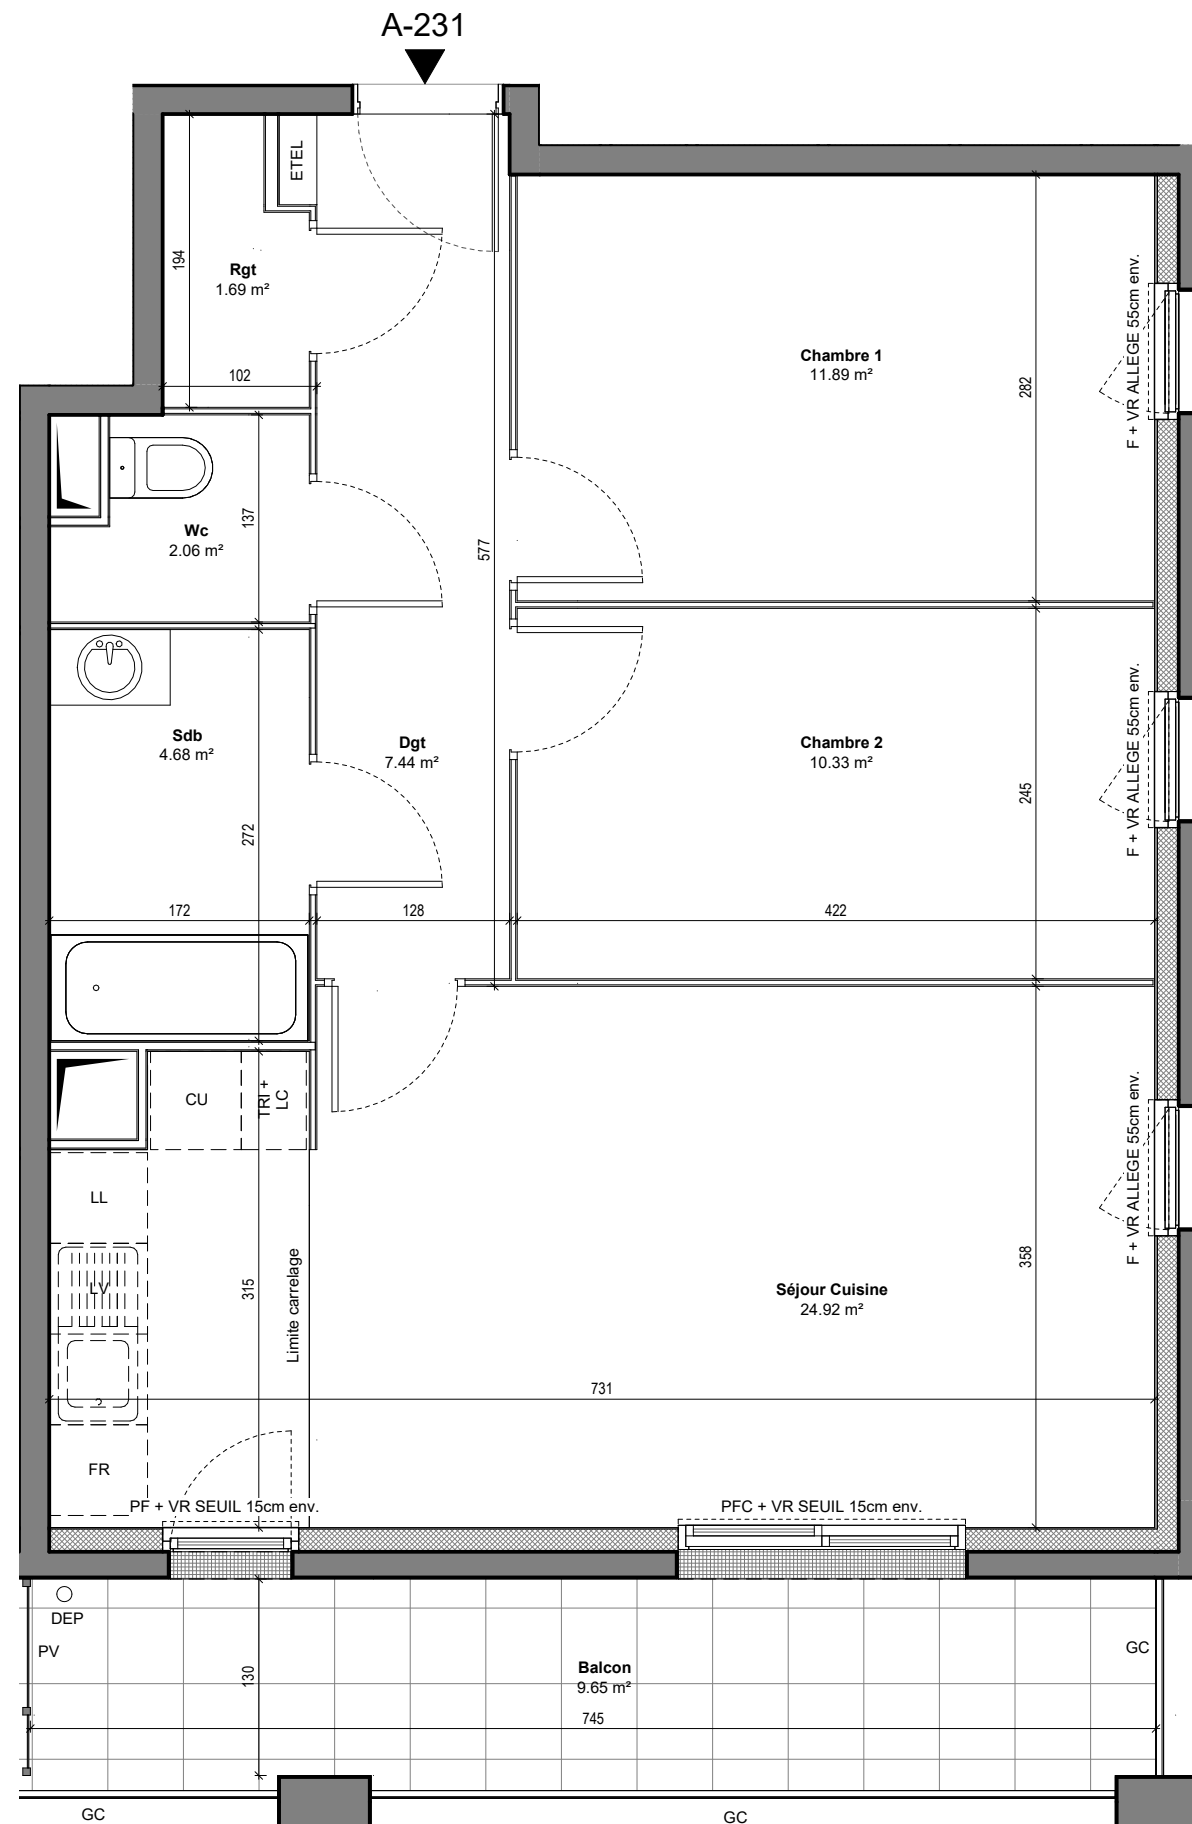 A-231
ETEL
194
Rgt
1.69 m²
102
Chambre 1
11.89 m²
282
F + VR ALLEGE 55cm env.
Wc
2.06 m²
137
577
Sdb
4.68 m²
272
Dgt
7.44 m²
Chambre 2
10.33 m²
245
F + VR ALLEGE 55cm env.
172
128
422
CU
TRI +
LC
LL
LV
FR
315
Limite carrelage
Séjour Cuisine
24.92 m²
358
F + VR ALLEGE 55cm env.
731
PF + VR SEUIL 15cm env.
PFC + VR SEUIL 15cm env.
DEP
PV
130
Balcon
9.65 m²
745
GC
GC
GC